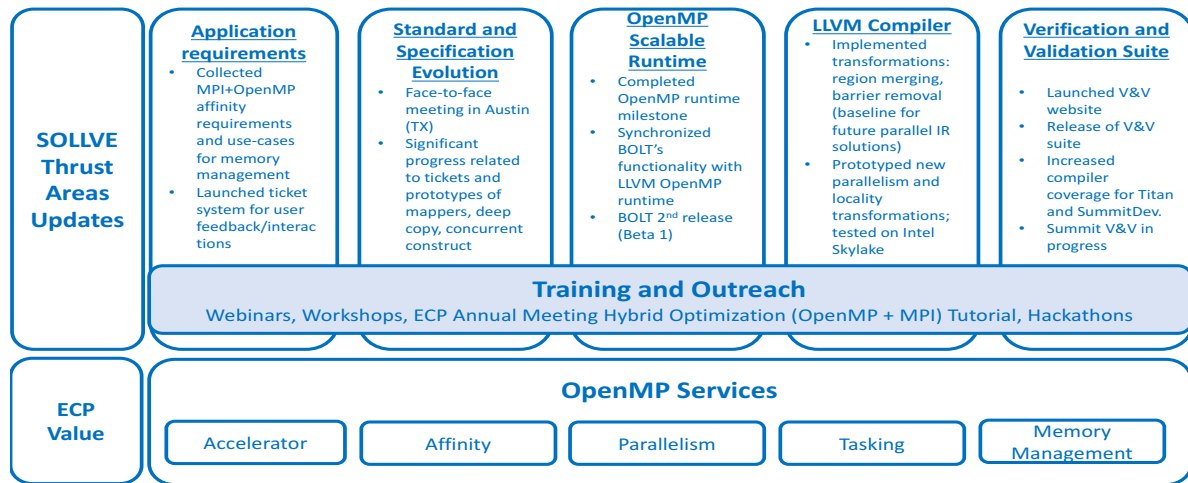 SOLLVE
Thrust
Areas
Updates
Application
requirements
• Collected
MPI+OpenMP
affinity
requirements
and use-cases
for memory
management
• Launched ticket
system for user
feedback/interac
tions
Standard and
Specification
Evolution
• Face-to-face
meeting in Austin
(TX)
• Significant
progress related
to tickets and
prototypes of
mappers, deep
copy, concurrent
construct
OpenMP
Scalable
Runtime
• Completed
OpenMP runtime
milestone
• Synchronized
BOLT's
functionality with
LLVM OpenMP
runtime
• BOLT 2nd release
(Beta 1)
LLVM Compiler
• Implemented
transformations:
region merging,
barrier removal
(baseline for
future parallel IR
solutions)
• Prototyped new
parallelism and
locality
transformations;
tested on Intel
Skylake
Verification and
Validation Suite
• Launched V&V
website
• Release of V&V
suite
• Increased
compiler
coverage for Titan
and SummitDev.
• Summit V&V in
progress
Training and Outreach
Webinars, Workshops, ECP Annual Meeting Hybrid Optimization (OpenMP + MPI) Tutorial, Hackathons
ECP
Value
OpenMP Services
Accelerator
Affinity
Parallelism
Tasking
Memory
Management